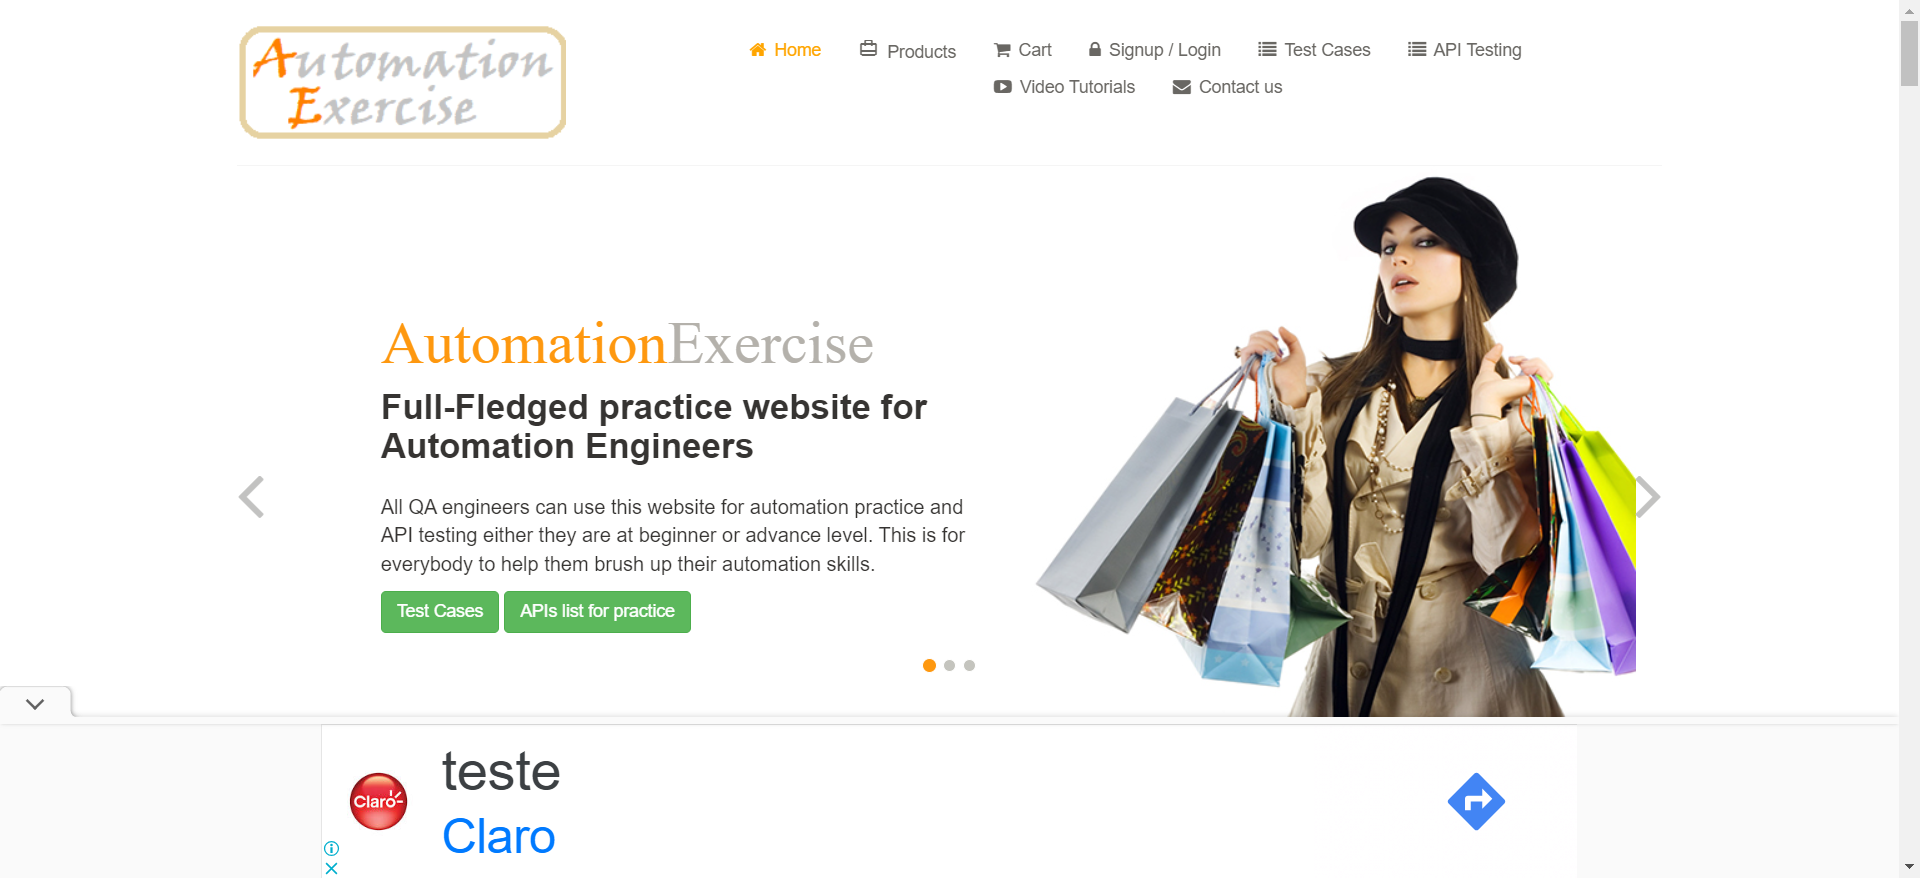 Automation
Exercise
Home
Products
Cart
Signup / Login
Test Cases
API Testing
Video Tutorials
Contact us
AutomationExercise
Full-Fledged practice website for
Automation Engineers
All QA engineers can use this website for automation practice and
API testing either they are at beginner or advance level. This is for
everybody to help them brush up their automation skills.
Test Cases
APIs list for practice
Claro
teste
Claro